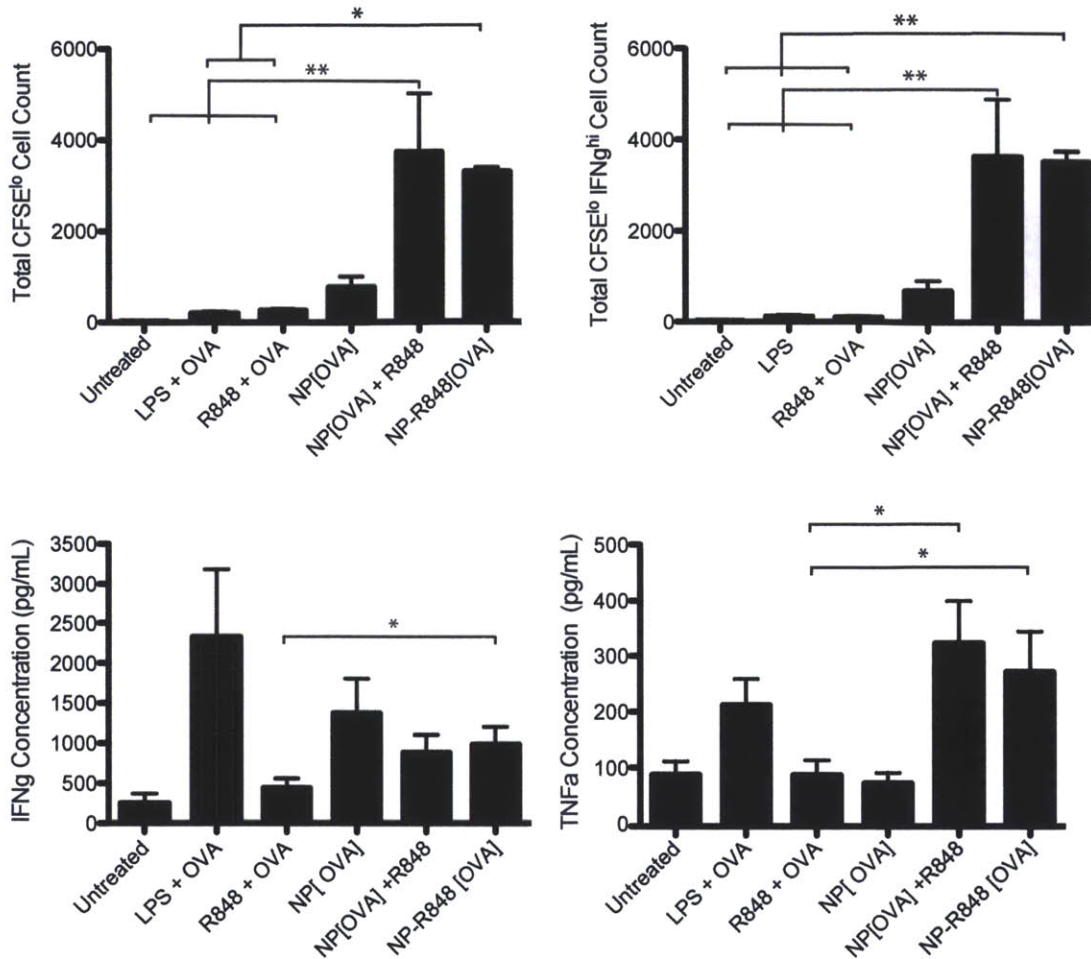 *
**
Total CFSE^lo Cell Count
6000
4000
2000
0
Untreated
LPS + OVA
R848 + OVA
NP[OVA]
NP[OVA] + R848
NP-R848[OVA]
**
**
Total CFSE^lo IFNg^hi Cell Count
6000
4000
2000
0
Untreated
LPS
R848 + OVA
NP[OVA]
NP[OVA] + R848
NP-R848[OVA]
*
IFNg Concentration (pg/mL)
3500
3000
2500
2000
1500
1000
500
0
Untreated
LPS + OVA
R848 + OVA
NP[ OVA]
NP[OVA] +R848
NP-R848 [OVA]
*
*
TNFa Concentration (pg/mL)
500
400
300
200
100
0
Untreated
LPS + OVA
R848 + OVA
NP[ OVA]
NP[OVA] +R848
NP-R848 [OVA]